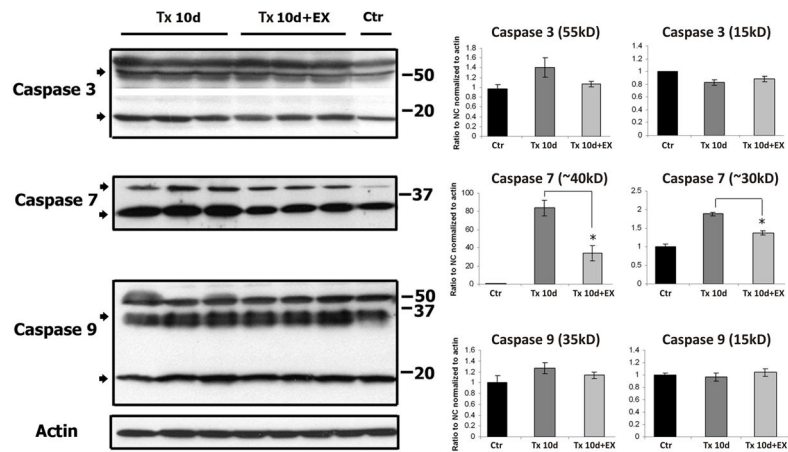 Tx 10d Tx 10d+EX Ctr
Caspase 3
50
20
Caspase 7
37
Caspase 9
50
37
20
Actin
Caspase 3 (55kD)
Ratio to NC normalized to actin
1.8
1.6
1.4
1.2
1
0.8
0.6
0.4
0.2
0
Ctr Tx 10d Tx 10d+EX
Caspase 3 (15kD)
1.4
1.2
1
0.8
0.6
0.4
0.2
0
Ctr Tx 10d Tx 10d+EX
Caspase 7 (~40kD)
Ratio to NC normalized to actin
100
80
60
40
20
0
*
Ctr Tx 10d Tx 10d+EX
Caspase 7 (~30kD)
2.5
2
1.5
1
0.5
0
*
Ctr Tx 10d Tx 10d+EX
Caspase 9 (35kD)
Ratio to NC normalized to actin
1.6
1.4
1.2
1
0.8
0.6
0.4
0.2
0
Ctr Tx 10d Tx 10d+EX
Caspase 9 (15kD)
1.4
1.2
1
0.8
0.6
0.4
0.2
0
Ctr Tx 10d Tx 10d+EX